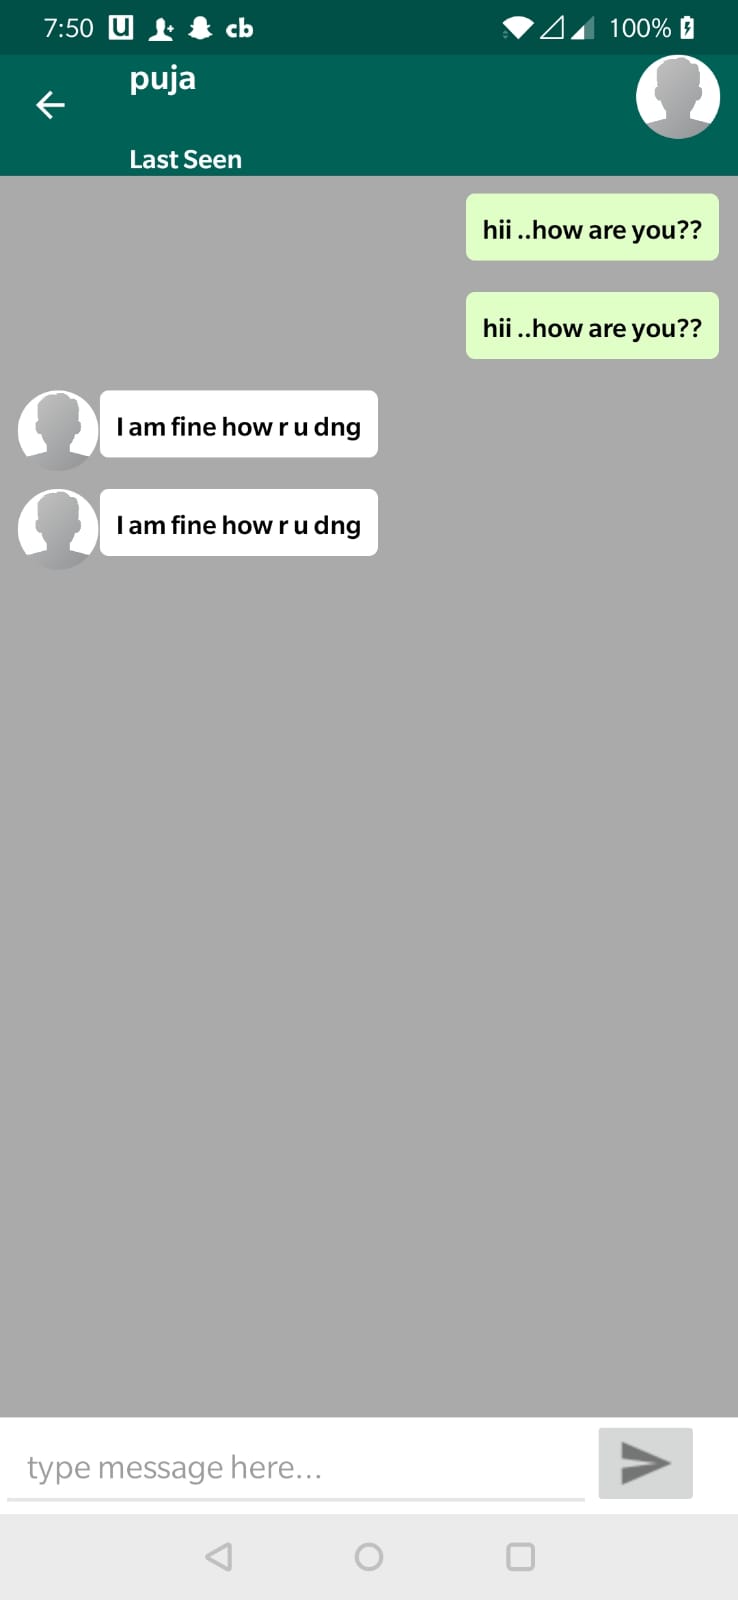 7:50 U cb 100%
puja
Last Seen
hii ..how are you??
hii ..how are you??
I am fine how r u dng
I am fine how r u dng
type message here...